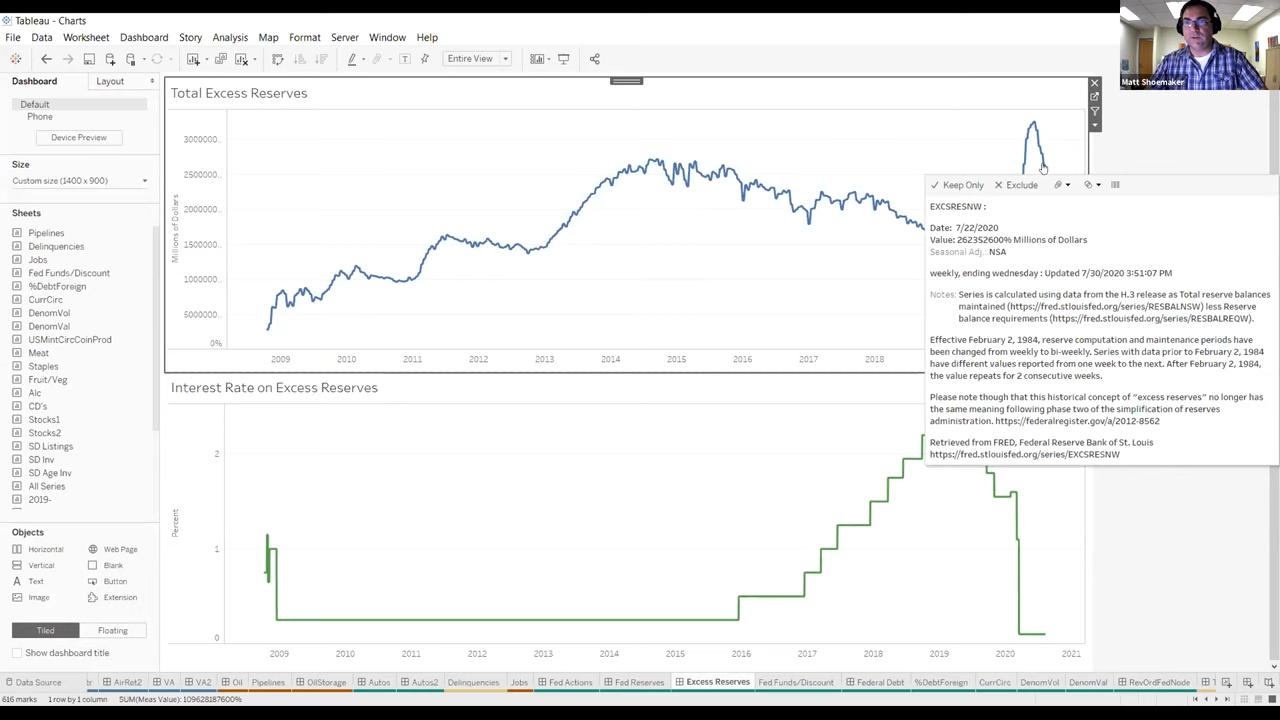 Tableau - Charts
File Data Worksheet Dashboard Story Analysis Map Format Server Window Help
Matt Shoemaker
Entire View
Dashboard Layout
Default
Phone
Device Preview
Size
Custom size (1400 x 900)
Sheets
Pipelines
Delinquencies
Jobs
Fed Funds/Discount
%DebtForeign
CurrCirc
DenomVol
DenomVal
USMintCircCoinProd
Meat
Staples
Fruit/Veg
Alc
CD's
Stocks1
Stocks2
SD Listings
SD Inv
SD Age Inv
All Series
2019-
Objects
Horizontal Web Page
Vertical Blank
Text Button
Image Extension
Tiled Floating
Show dashboard title
Total Excess Reserves
Millions of Dollars
3000000..
2500000..
2000000..
1500000..
1000000..
5000000..
0%
2009 2010 2011 2012 2013 2014 2015 2016 2017 2018
Keep Only Exclude
EXCSRESNW :
Date: 7/22/2020
Value: 262352600% Millions of Dollars
Seasonal Adj.: NSA
weekly, ending wednesday : Updated 7/30/2020 3:51:07 PM
Notes: Series is calculated using data from the H.3 release as Total reserve balances
maintained (https://fred.stlouisfed.org/series/RESBALNSW) less Reserve
balance requirements (https://fred.stlouisfed.org/series/RESBALREQW).
Effective February 2, 1984, reserve computation and maintenance periods have
been changed from weekly to bi-weekly. Series with data prior to February 2, 1984
have different values reported from one week to the next. After February 2, 1984,
the value repeats for 2 consecutive weeks.
Please note though that this historical concept of “excess reserves” no longer has
the same meaning following phase two of the simplification of reserves
administration. https://federalregister.gov/a/2012-8562
Retrieved from FRED, Federal Reserve Bank of St. Louis
https://fred.stlouisfed.org/series/EXCSRESNW
Interest Rate on Excess Reserves
Percent
2
1
0
2009 2010 2011 2012 2013 2014 2015 2016 2017 2018 2019 2020 2021
Data Source AirRet2 VA VA2 Oil Pipelines OilStorage Autos Autos2 Delinquencies Jobs Fed Actions Fed Reserves Excess Reserves Fed Funds/Discount Federal Debt %DebtForeign CurrCirc DenomVol DenomVal RevOrdFedNode
616 marks 1 row by 1 column SUM(Meas Value): 109628187600%